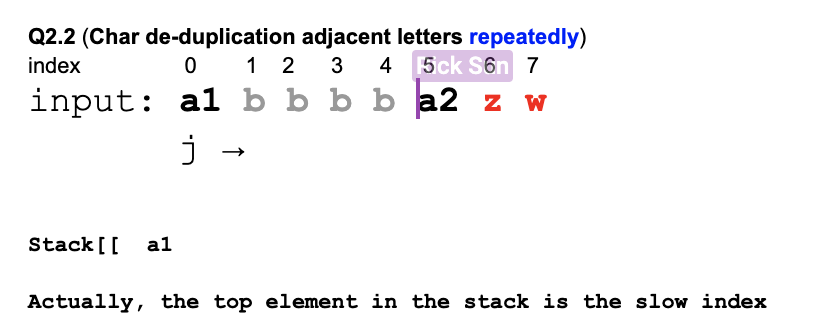 Q2.2 (Char de-duplication adjacent letters repeatedly)
index 0 1 2 3 4 5 6 7
Rick Sun
input: a1 b b b b a2 z w
j →
Stack[[ a1
Actually, the top element in the stack is the slow index